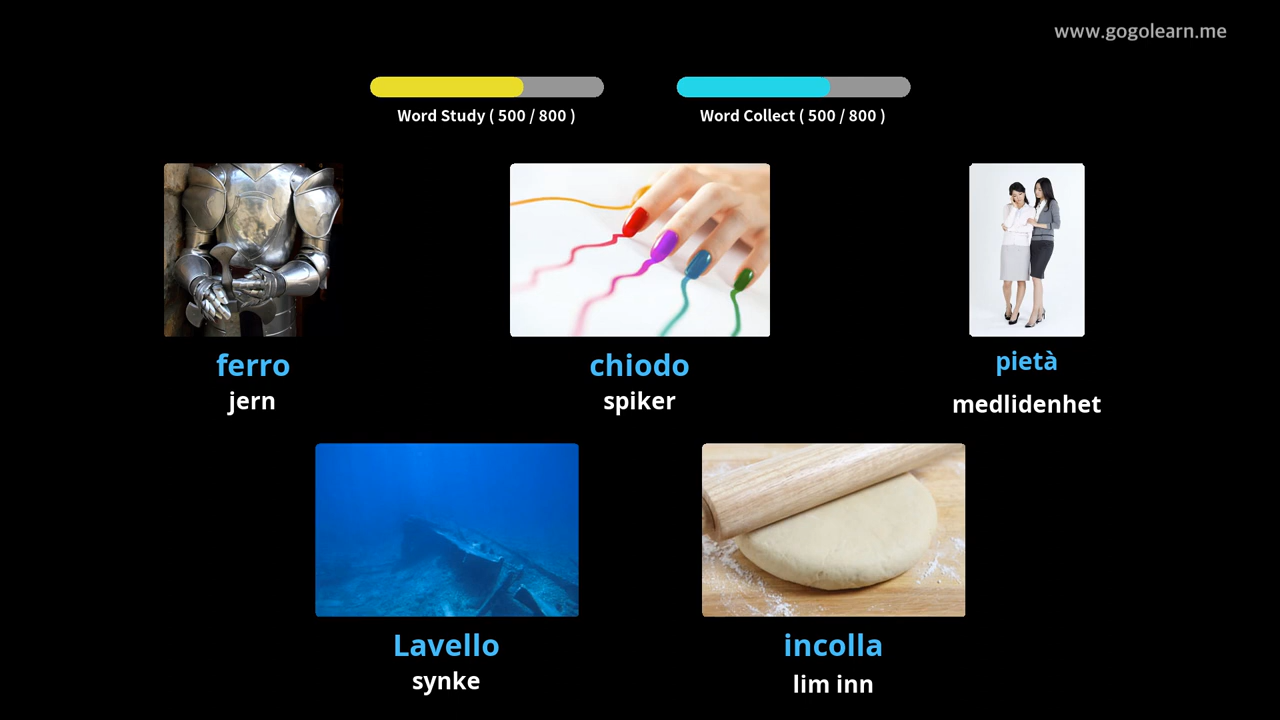 www.gogolearn.me
Word Study ( 500 / 800 )
Word Collect ( 500 / 800 )
ferro
jern
chiodo
spiker
pietà
medlidenhet
Lavello
synke
incolla
lim inn